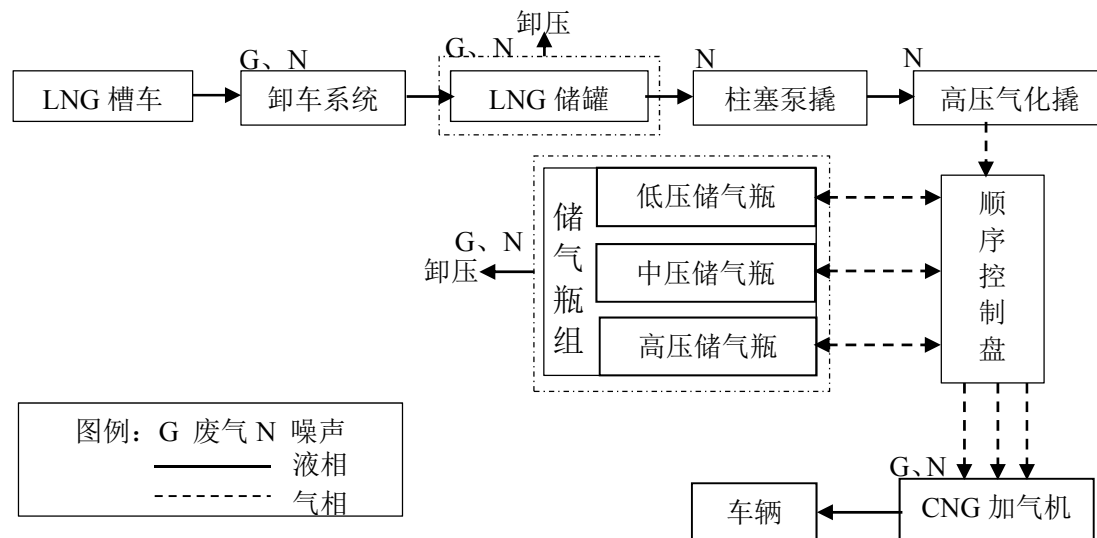 卸压
G、N
G、N
N
N
LNG 槽车
卸车系统
LNG 储罐
柱塞泵撬
高压气化撬
储气瓶组
低压储气瓶
中压储气瓶
高压储气瓶
顺序控制盘
G、N
卸压
图例：G 废气 N 噪声
液相
气相
G、N
车辆
CNG 加气机